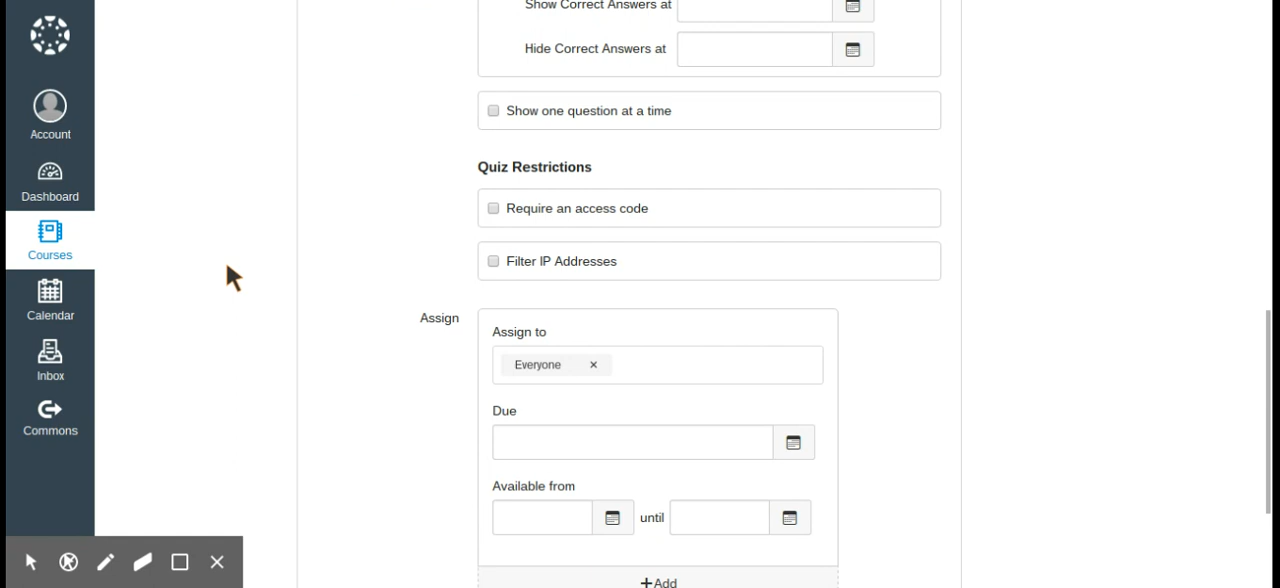 Show Correct Answers at
Hide Correct Answers at
Account
Show one question at a time
Quiz Restrictions
Dashboard
Require an access code
Courses
Filter IP Addresses
Calendar
Assign
Assign to
Everyone ×
Inbox
Due
Commons
Available from
until
+Add